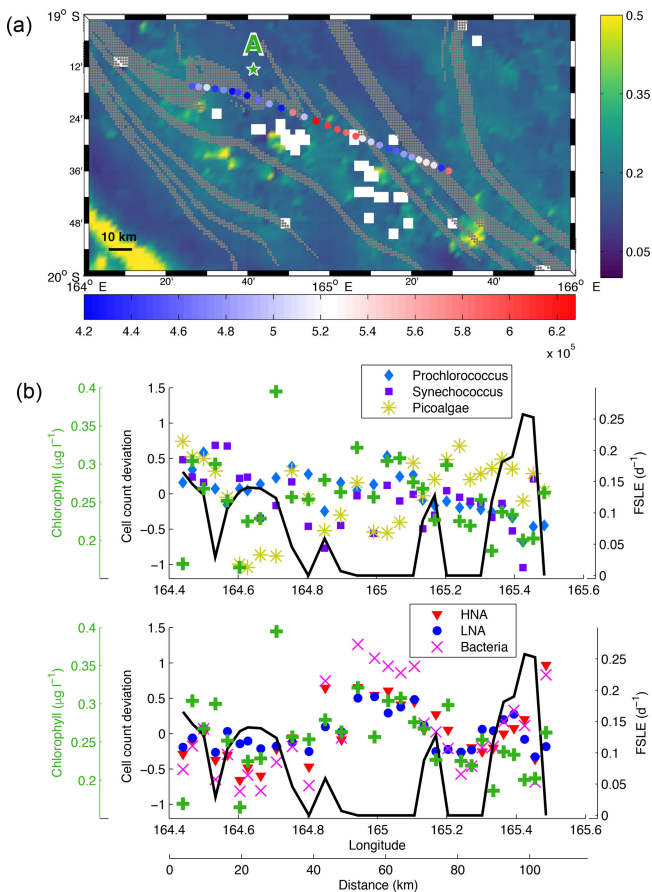 (a)
19° S
12'
24'
36'
48'
20° S
A
10 km
164° E
20'
40'
165° E
20'
40'
166° E
0.5
0.45
0.35
0.25
0.15
0.05
4.2 4.6 4.8 5 5.2 5.4 5.6 5.8 6 6.2
x 10⁵
(b)
Prochlorococcus
Synechococcus
Picoalgae
Chlorophyll (μg l⁻¹)
0.4
0.3
0.25
0.2
Cell count deviation
1.5
1
0.5
0
−0.5
−1
FSLE (d⁻¹)
0.25
0.2
0.15
0.1
0.05
0
164.4 164.6 164.8 165 165.2 165.4 165.6
HNA
LNA
Bacteria
Chlorophyll (μg l⁻¹)
0.4
0.35
0.3
0.25
0.2
Cell count deviation
1.5
1
0.5
0
−0.5
−1
FSLE (d⁻¹)
0.25
0.2
0.15
0.1
0.05
0
164.4 164.6 164.8 165 165.2 165.4 165.6
Longitude
0 20 40 60 80 100
Distance (km)